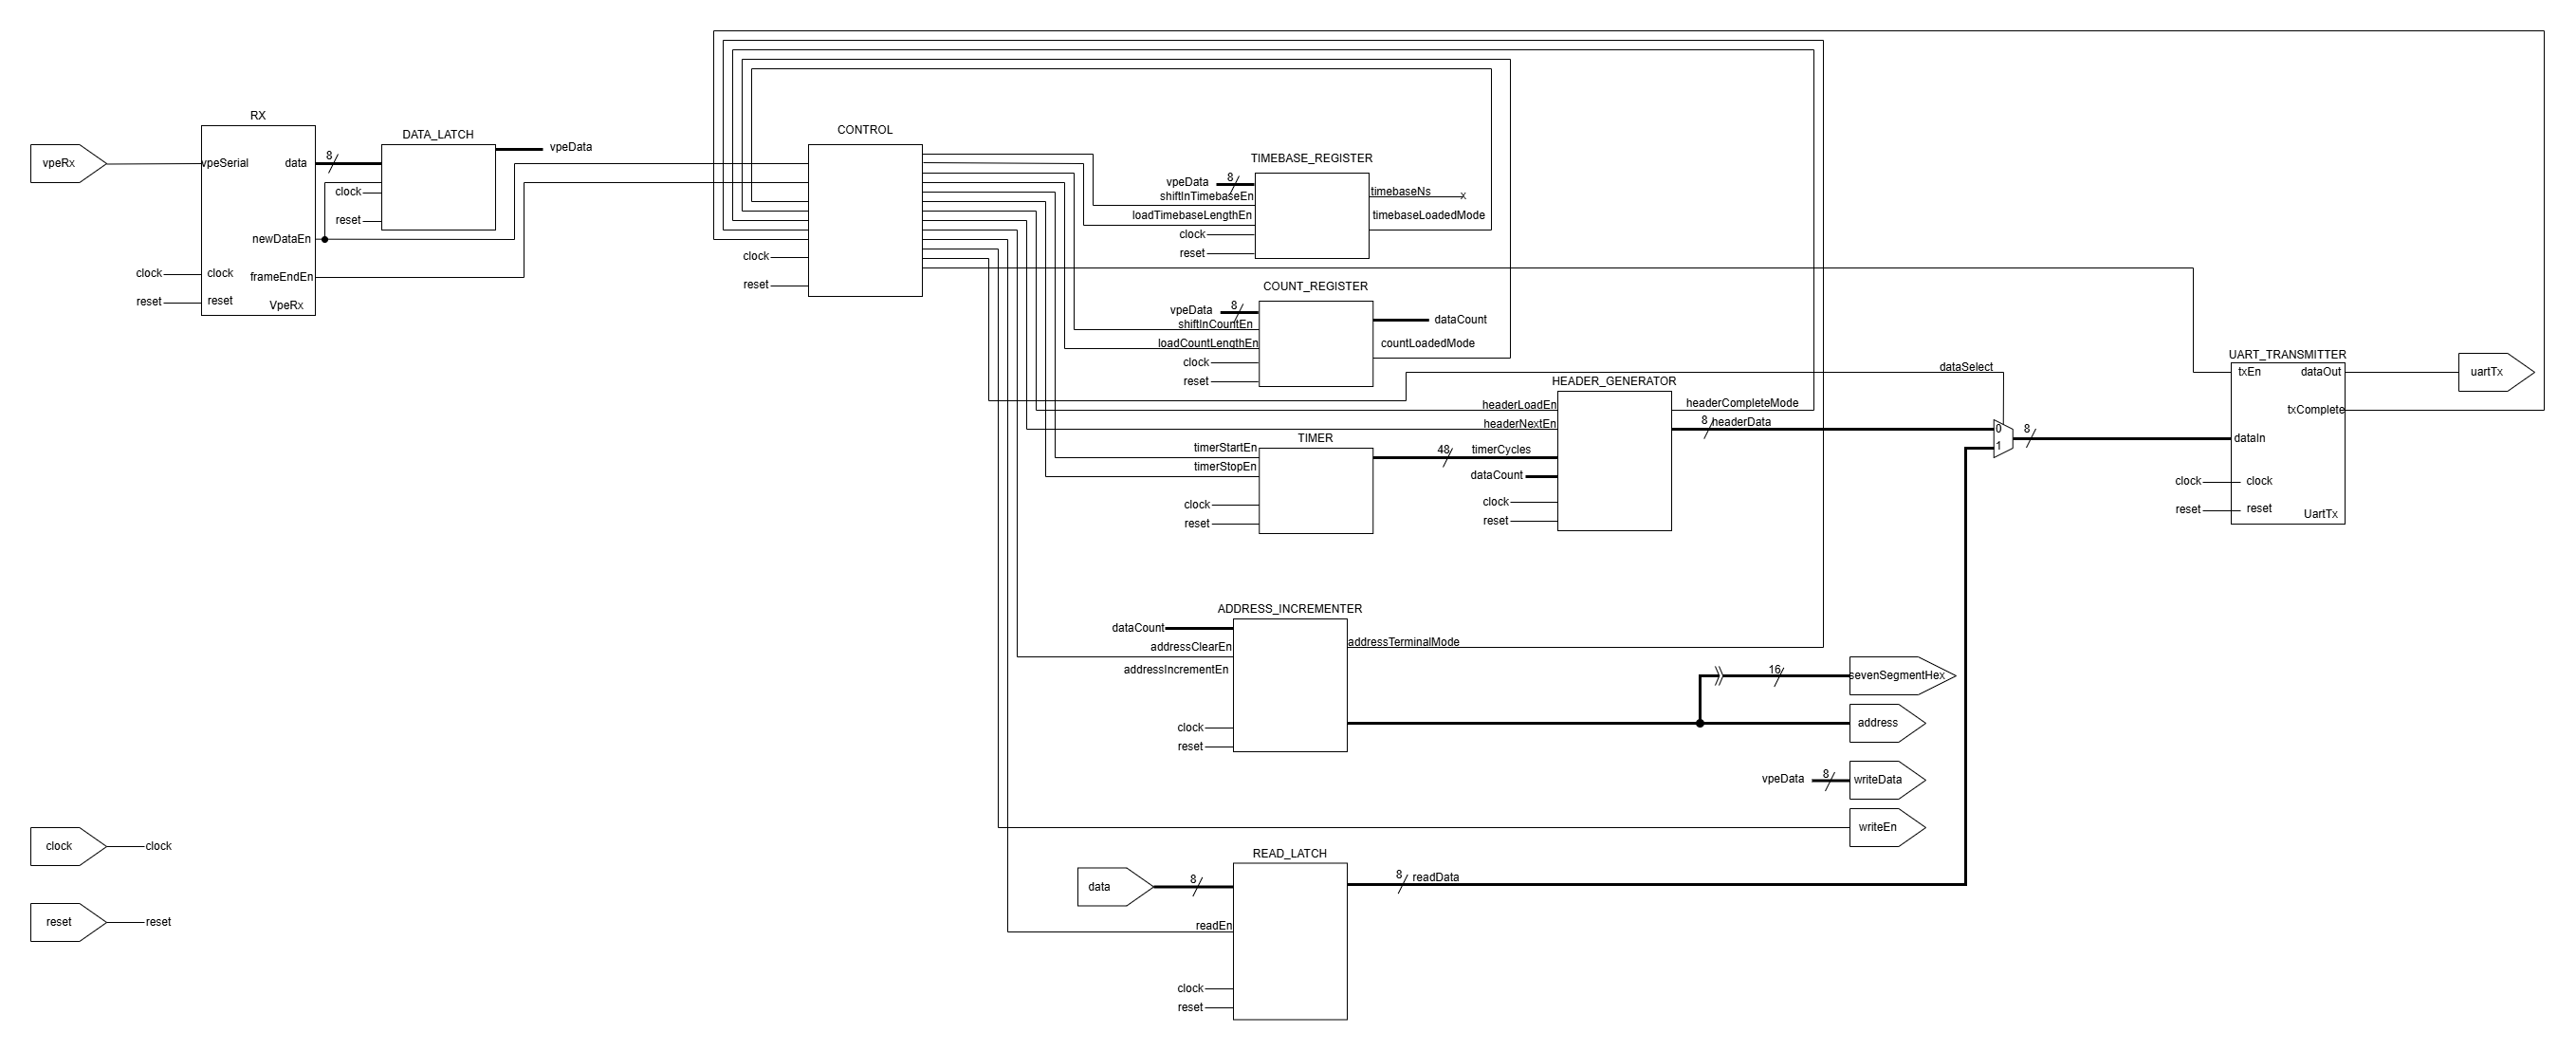 RX
vpeRx
vpeSerial
data
newDataEn
frameEndEn
clock
clock
reset
reset
VpeRx
8
DATA_LATCH
clock
reset
vpeData
CONTROL
clock
reset
TIMEBASE_REGISTER
vpeData
8
shiftInTimebaseEn
loadTimebaseLengthEn
clock
reset
timebaseNs
x
timebaseLoadedMode
COUNT_REGISTER
vpeData
8
shiftInCountEn
loadCountLengthEn
clock
reset
dataCount
countLoadedMode
HEADER_GENERATOR
headerLoadEn
headerNextEn
48
timerCycles
dataCount
clock
reset
headerCompleteMode
8
headerData
TIMER
timerStartEn
timerStopEn
clock
reset
dataSelect
0
1
8
UART_TRANSMITTER
txEn
dataOut
txComplete
dataIn
clock
clock
reset
reset
UartTx
uartTx
ADDRESS_INCREMENTER
dataCount
addressClearEn
addressIncrementEn
clock
reset
addressTerminalMode
16
sevenSegmentHex
address
vpeData
8
writeData
writeEn
READ_LATCH
data
8
readEn
clock
reset
8
readData
clock
clock
reset
reset